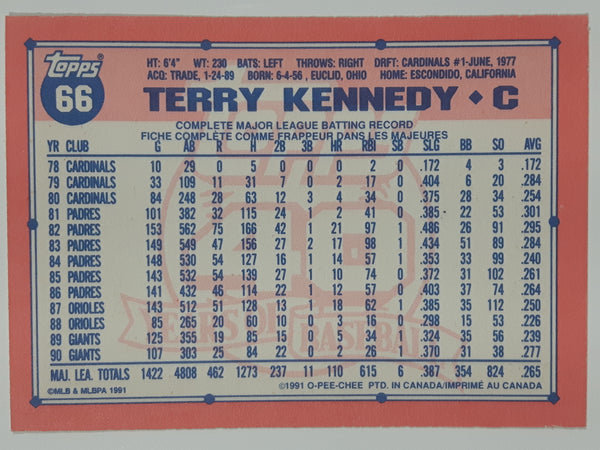 topps
66
HT: 6'4" WT: 230 BATS: LEFT THROWS: RIGHT DRFT: CARDINALS #1-JUNE, 1977
ACQ: TRADE, 1-24-89 BORN: 6-4-56, EUCLID, OHIO HOME: ESCONDIDO, CALIFORNIA
TERRY KENNEDY ◆ C
COMPLETE MAJOR LEAGUE BATTING RECORD
FICHE COMPLÈTE COMME FRAPPEUR DANS LES MAJEURES
YR CLUB G AB R H 2B 3B HR RBI SB SLG BB SO AVG
78 CARDINALS 10 29 0 5 0 0 0 2 0 .172 4 3 .172
79 CARDINALS 33 109 11 31 7 0 2 17 0 .404 6 20 .284
80 CARDINALS 84 248 28 63 12 3 4 34 0 .375 28 34 .254
81 PADRES 101 382 32 115 24 1 2 41 0 .385 22 53 .301
82 PADRES 153 562 75 166 42 1 21 97 1 .486 26 91 .295
83 PADRES 149 549 47 156 27 2 17 98 1 .434 51 89 .284
84 PADRES 148 530 54 127 16 1 14 57 1 .353 33 99 .240
85 PADRES 143 532 54 139 27 1 10 74 0 .372 31 102 .261
86 PADRES 141 432 46 114 22 1 12 57 0 .403 37 74 .264
87 ORIOLES 143 512 51 128 13 1 18 62 1 .385 35 112 .250
88 ORIOLES 85 265 20 60 10 0 3 16 0 .298 15 53 .226
89 GIANTS 125 355 19 85 15 0 5 34 1 .324 35 56 .239
90 GIANTS 107 303 25 84 22 0 2 26 1 .370 31 38 .277
MAJ. LEA. TOTALS 1422 4808 462 1273 237 11 110 615 6 .387 354 824 .265
©MLB & MLBPA 1991 ©1991 O-PEE-CHEE PTD. IN CANADA/IMPRIMÉ AU CANADA
40
YEARS OF BASEBALL